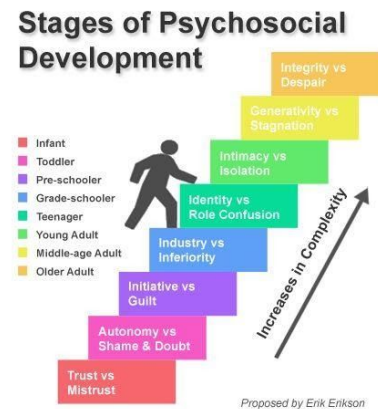 Stages of Psychosocial
Development
Integrity vs
Despair
Generativity vs
Stagnation
Intimacy vs
Isolation
Identity vs
Role Confusion
Industry vs
Inferiority
Initiative vs
Guilt
Autonomy vs
Shame & Doubt
Trust vs
Mistrust
Infant
Toddler
Pre-schooler
Grade-schooler
Teenager
Young Adult
Middle-age Adult
Older Adult
Increases in Complexity
Proposed by Erik Erikson